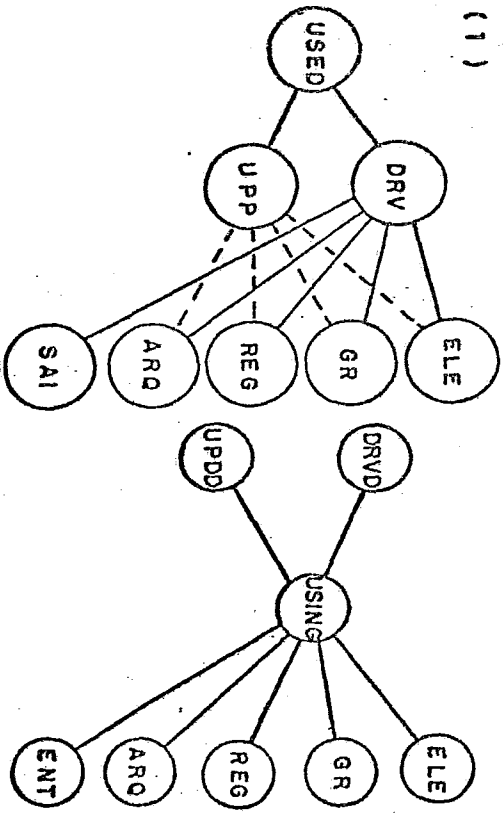 (1)
ELE
GR
REG
ARQ
SAI
DRV
UPP
USED
ELE
GR
REG
ARQ
ENT
USING
DRVD
UPDD